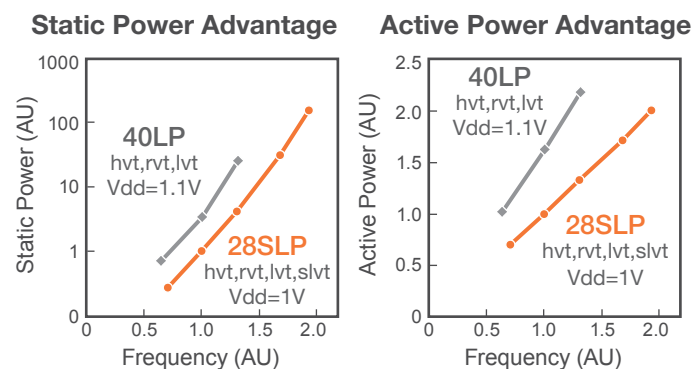 Static Power Advantage
Static Power (AU)
1000
100
10
1
0
40LP
hvt,rvt,lvt
Vdd=1.1V
28SLP
hvt,rvt,lvt,slvt
Vdd=1V
0
0.5
1.0
1.5
2.0
Frequency (AU)
Active Power Advantage
Active Power (AU)
2.5
2.0
1.5
1.0
0.5
0
40LP
hvt,rvt,lvt
Vdd=1.1V
28SLP
hvt,rvt,lvt,slvt
Vdd=1V
0
0.5
1.0
1.5
2.0
Frequency (AU)